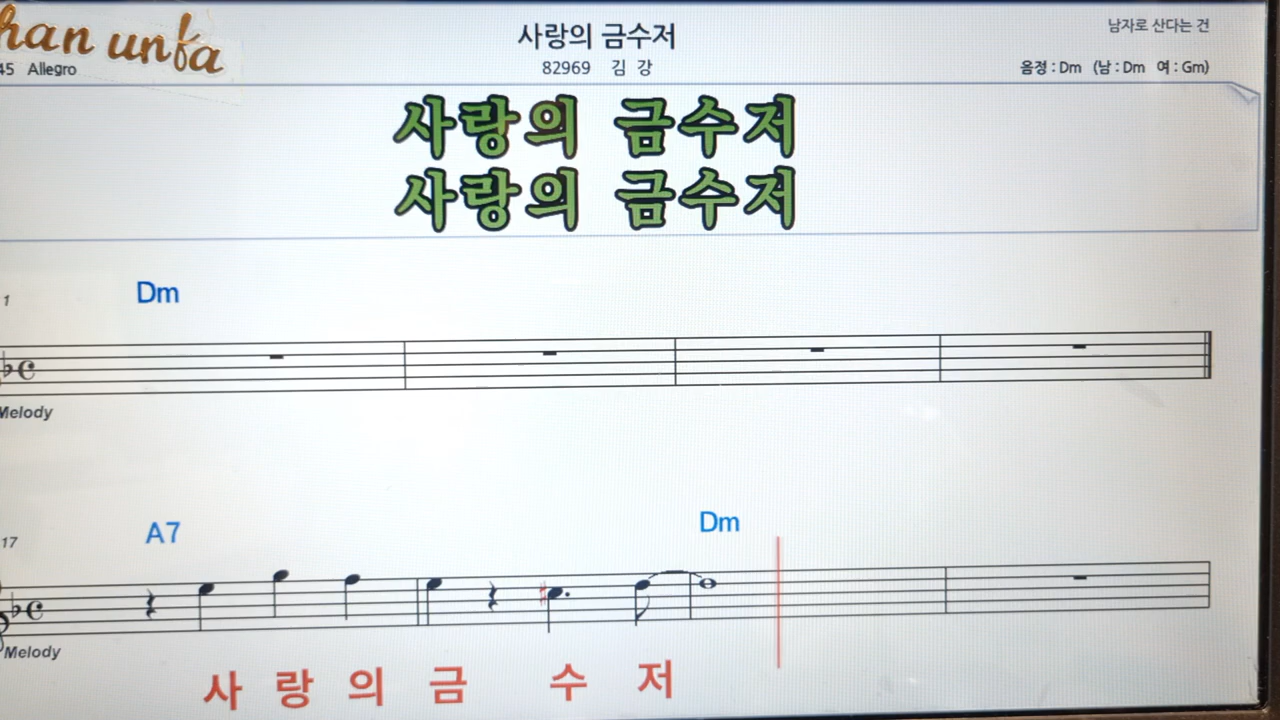 han unfa
사랑의 금수저
남자로 산다는 건
45 Allegro
82969 김 강
음정 : Dm (남 : Dm 여 : Gm)
사랑의 금수저
사랑의 금수저
1
Dm
Melody
17
A7
Dm
Melody
사 랑 의 금 수 저